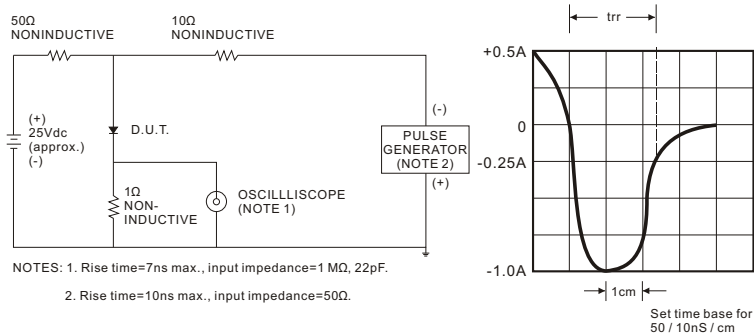 50Ω
NONINDUCTIVE
10Ω
NONINDUCTIVE
(+)
25Vdc
(approx.)
(-)
D.U.T.
1Ω
NON-
INDUCTIVE
OSCILLLISCOPE
(NOTE 1)
(-)
PULSE
GENERATOR
(NOTE 2)
(+)
NOTES: 1. Rise time=7ns max., input impedance=1 MΩ, 22pF.
2. Rise time=10ns max., input impedance=50Ω.
trr
+0.5A
0
-0.25A
-1.0A
1cm
Set time base for
50 / 10nS / cm